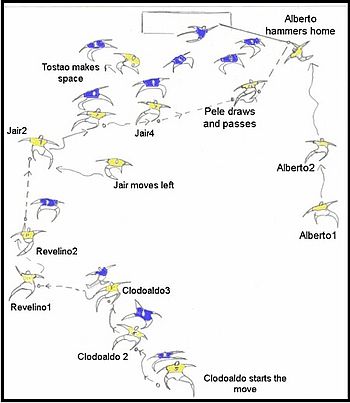 Alberto
hammers home
Tostao makes
space
Pele draws
and passes
Jair2
Jair4
Alberto2
Jair moves left
Alberto1
Revelino2
Clodoaldo3
Revelino1
Clodoaldo 2
Clodoaldo starts the
move